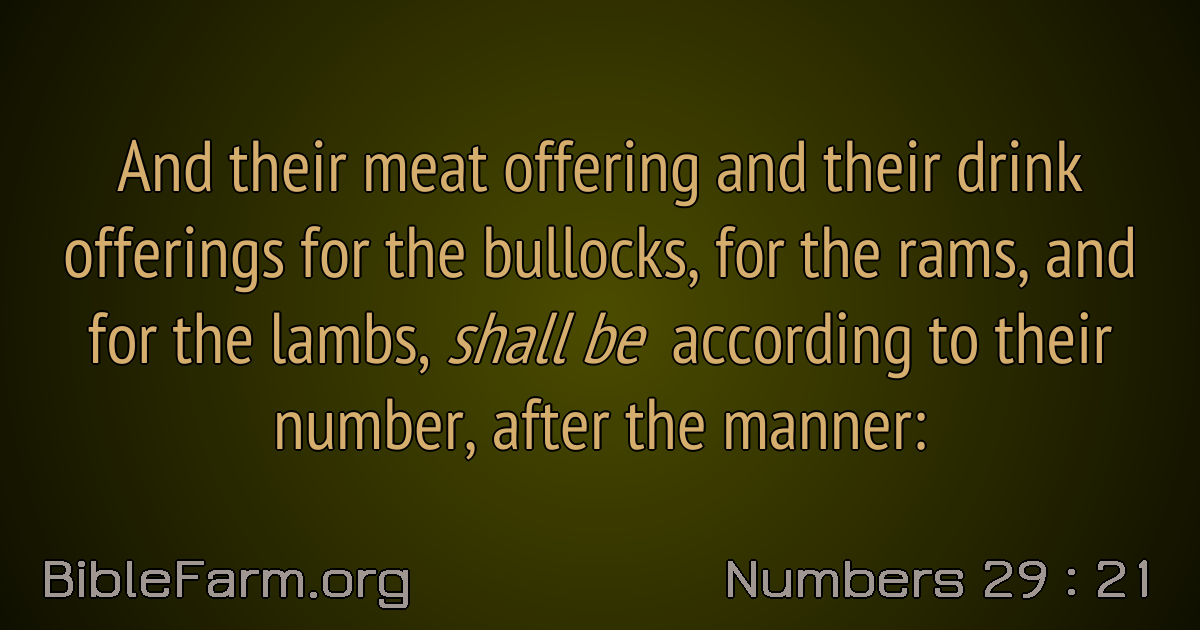 And their meat offering and their drink
offerings for the bullocks, for the rams, and
for the lambs, shall be according to their
number, after the manner:
BibleFarm.org
Numbers 29 : 21